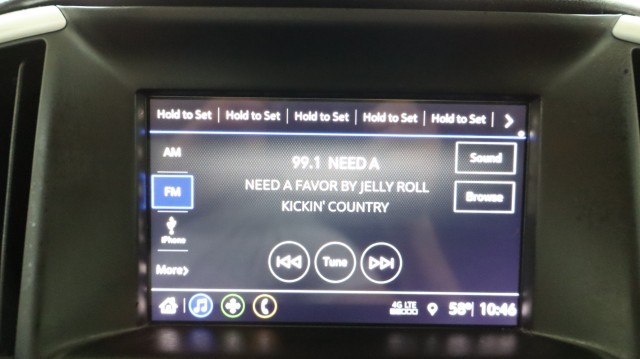 Hold to Set Hold to Set Hold to Set Hold to Set Hold to Set
AM
99.1 NEED A
Sound
FM
NEED A FAVOR BY JELLY ROLL
Browse
KICKIN' COUNTRY
iPhone
Tune
More
4G LTE
58° 10:46